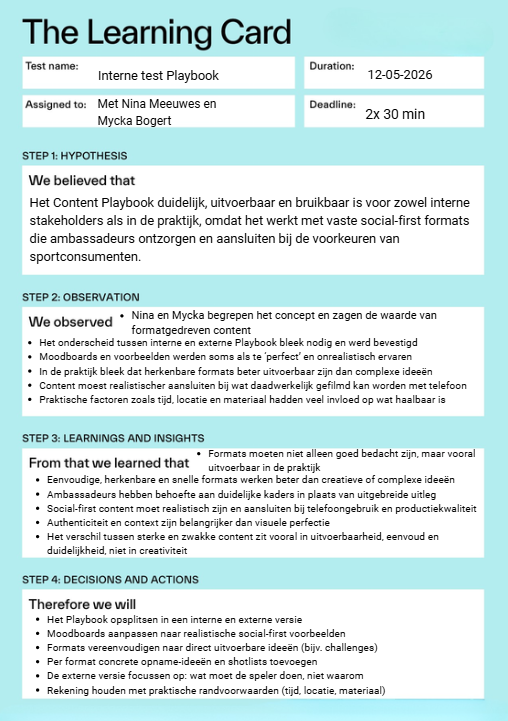 The Learning Card
Test name:
Interne test Playbook
Duration:
12-05-2026
Assigned to:
Met Nina Meeuwes en
Mycka Bogert
Deadline:
2x 30 min
STEP 1: HYPOTHESIS
We believed that
Het Content Playbook duidelijk, uitvoerbaar en bruikbaar is voor zowel interne
stakeholders als in de praktijk, omdat het werkt met vaste social-first formats
die ambassadeurs ontzorgen en aansluiten bij de voorkeuren van
sportconsumenten.
STEP 2: OBSERVATION
We observed
• Nina en Mycka begrepen het concept en zagen de waarde van
formatgedreven content
• Het onderscheid tussen interne en externe Playbook bleek nodig en werd bevestigd
• Moodboards en voorbeelden werden soms als te 'perfect' en onrealistisch ervaren
• In de praktijk bleek dat herkenbare formats beter uitvoerbaar zijn dan complexe ideeën
• Content moest realistischer aansluiten bij wat daadwerkelijk gefilmd kan worden met telefoon
• Praktische factoren zoals tijd, locatie en materiaal hadden veel invloed op wat haalbaar is
STEP 3: LEARNINGS AND INSIGHTS
From that we learned that
• Formats moeten niet alleen goed bedacht zijn, maar vooral
uitvoerbaar in de praktijk
• Eenvoudige, herkenbare en snelle formats werken beter dan creatieve of complexe ideeën
• Ambassadeurs hebben behoefte aan duidelijke kaders in plaats van uitgebreide uitleg
• Social-first content moet realistisch zijn en aansluiten bij telefoongebruik en productiekwaliteit
• Authenticiteit en context zijn belangrijker dan visuele perfectie
• Het verschil tussen sterke en zwakke content zit vooral in uitvoerbaarheid, eenvoud en
duidelijkheid, niet in creativiteit
STEP 4: DECISIONS AND ACTIONS
Therefore we will
• Het Playbook opsplitsen in een interne en externe versie
• Moodboards aanpassen naar realistische social-first voorbeelden
• Formats vereenvoudigen naar direct uitvoerbare ideeën (bijv. challenges)
• Per format concrete opname-ideeën en shotlists toevoegen
• De externe versie focussen op: wat moet de speler doen, niet waarom
• Rekening houden met praktische randvoorwaarden (tijd, locatie, materiaal)